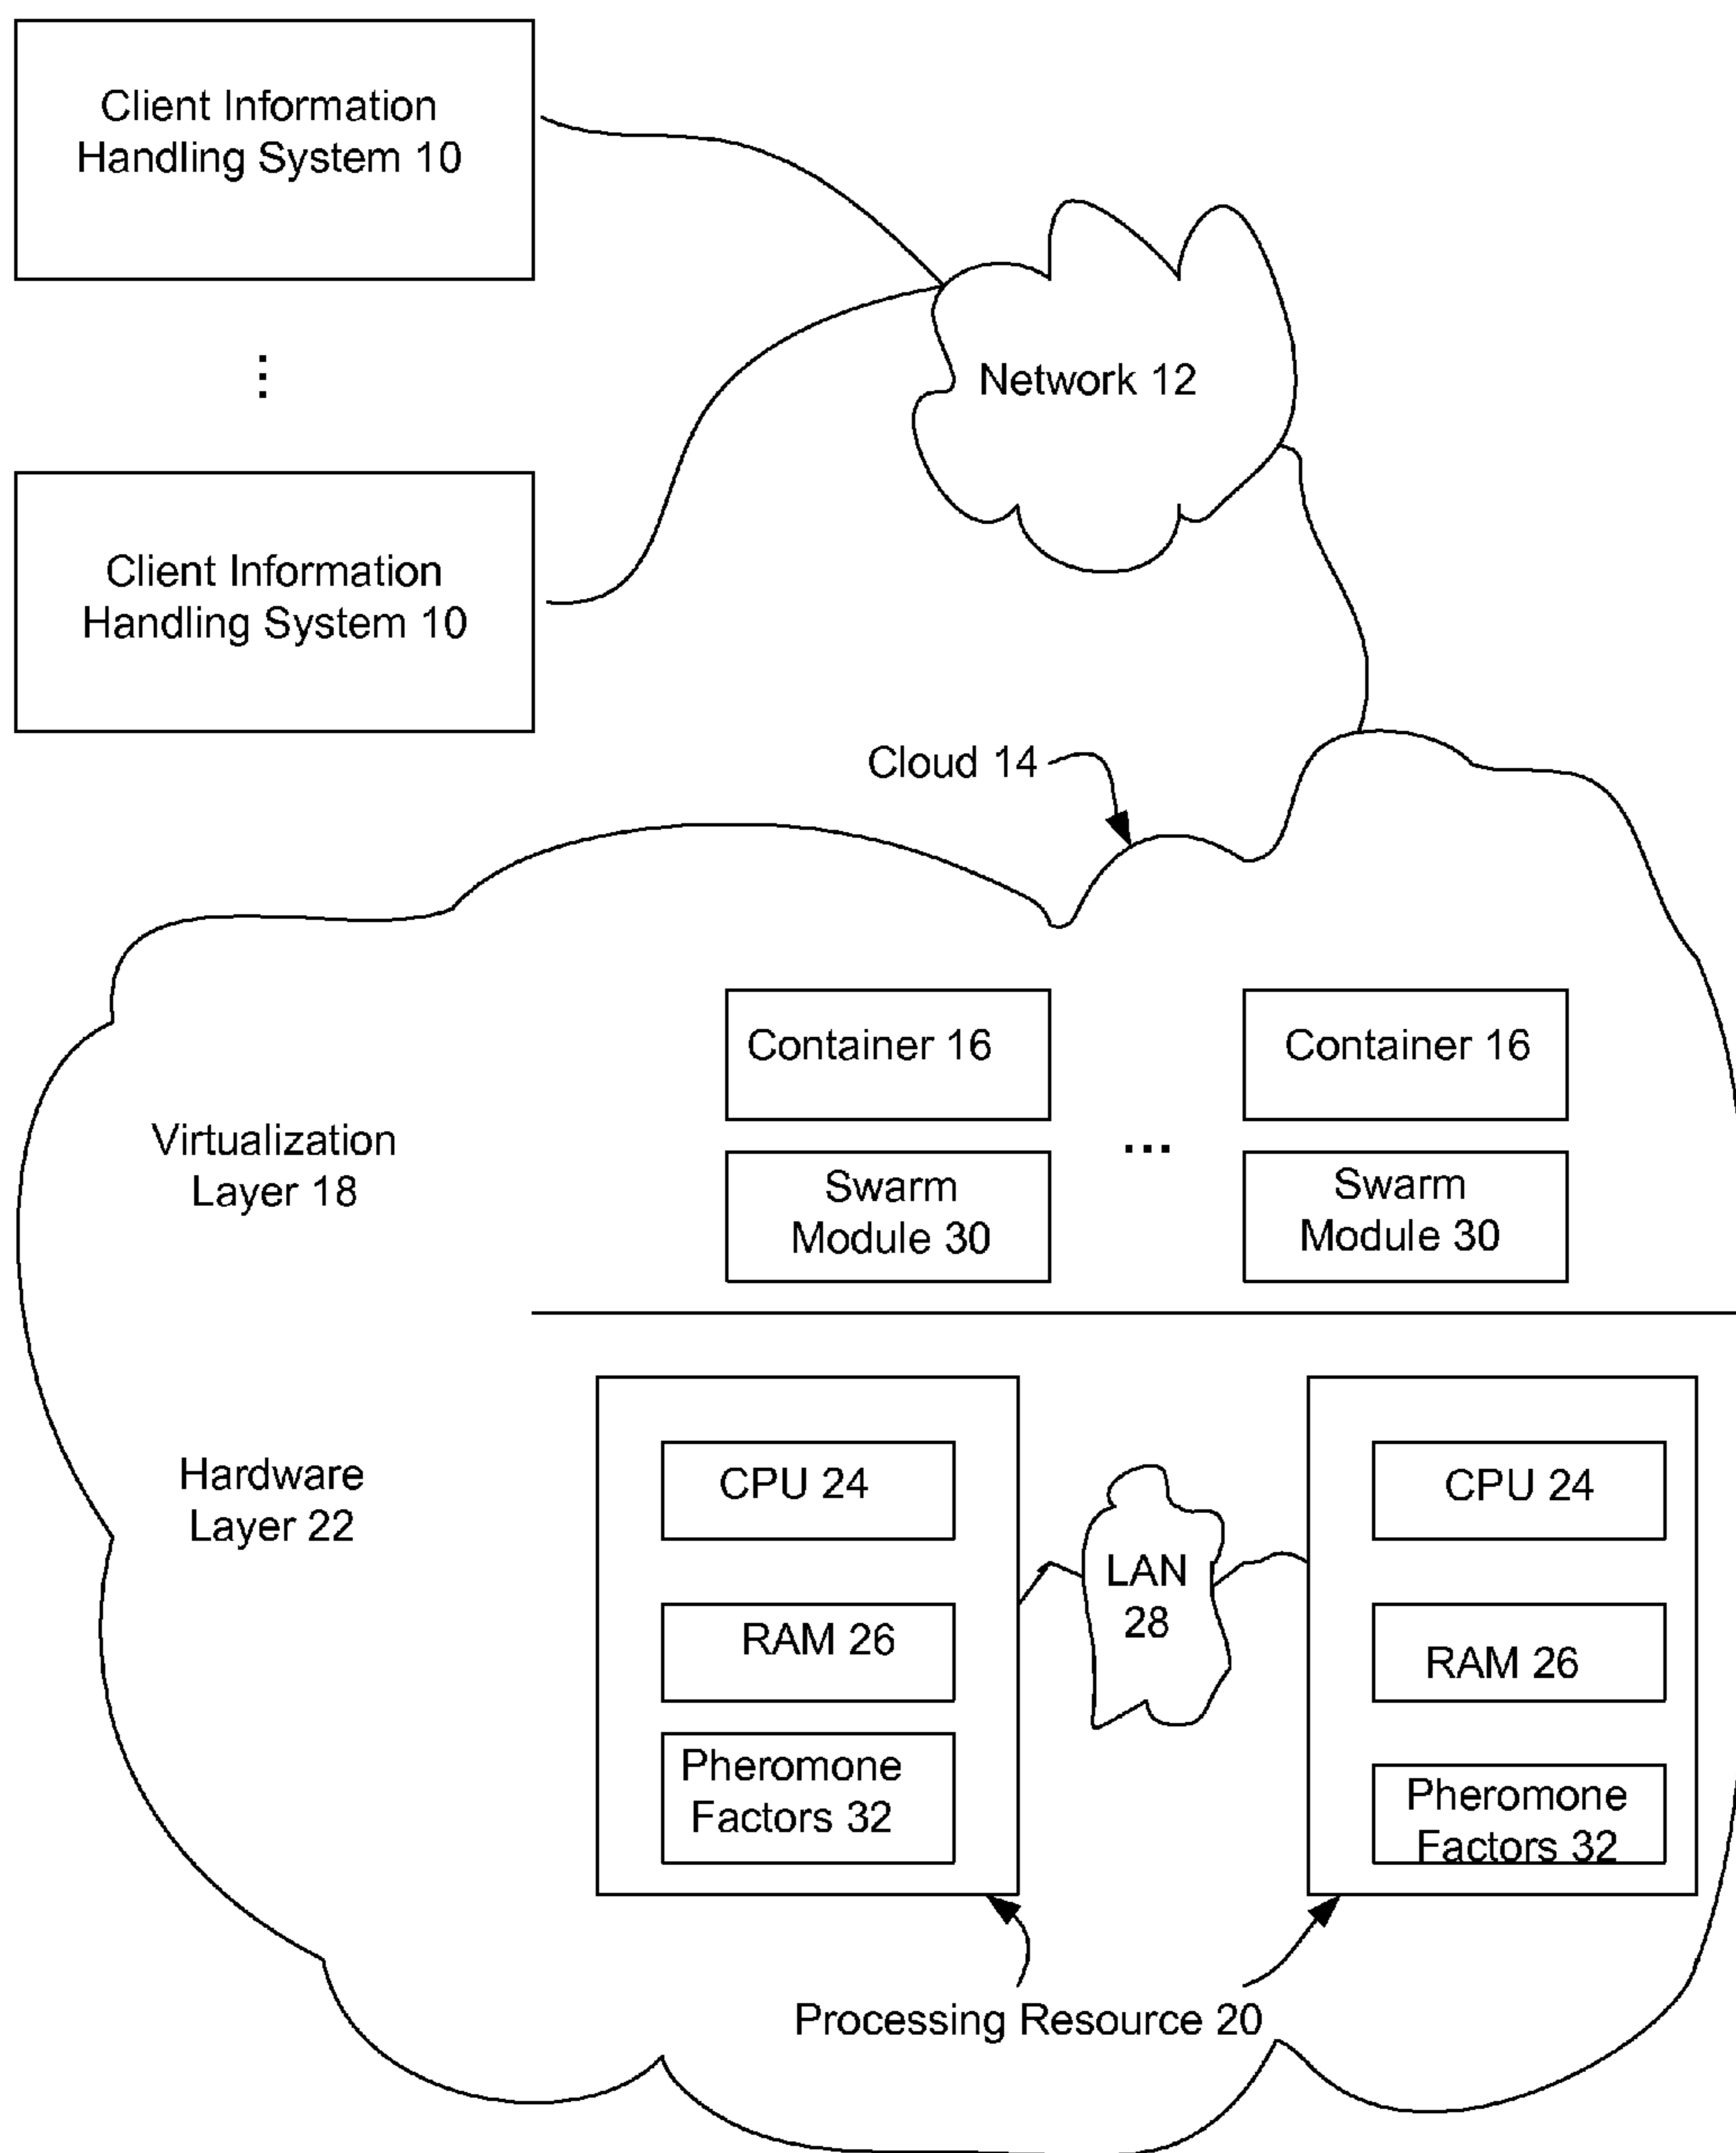 Client Information
Handling System 10
⋮
Client Information
Handling System 10
Network 12
Cloud 14
Container 16
Container 16
Virtualization
Layer 18
Swarm
Module 30
...
Swarm
Module 30
Hardware
Layer 22
CPU 24
RAM 26
Pheromone
Factors 32
LAN
28
CPU 24
RAM 26
Pheromone
Factors 32
Processing Resource 20